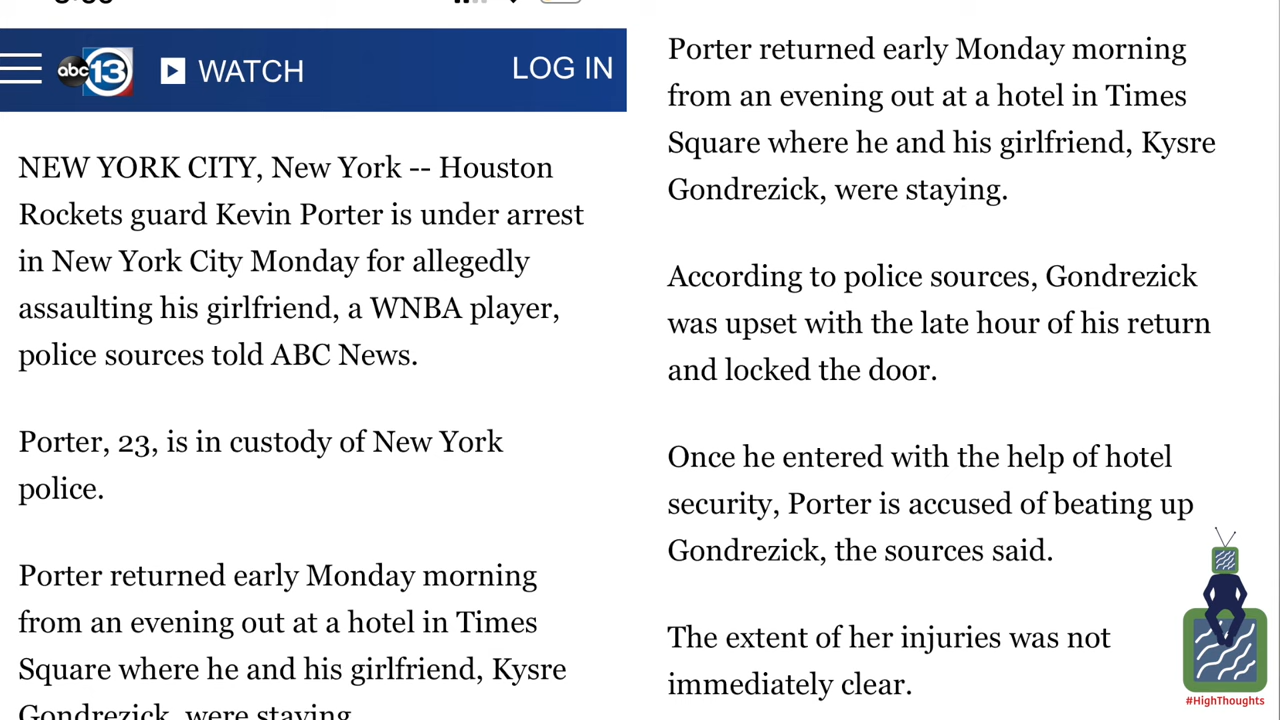 abc 13
WATCH
LOG IN
NEW YORK CITY, New York -- Houston
Rockets guard Kevin Porter is under arrest
in New York City Monday for allegedly
assaulting his girlfriend, a WNBA player,
police sources told ABC News.
Porter, 23, is in custody of New York
police.
Porter returned early Monday morning
from an evening out at a hotel in Times
Square where he and his girlfriend, Kysre
Gondrezick, were staying.
Porter returned early Monday morning
from an evening out at a hotel in Times
Square where he and his girlfriend, Kysre
Gondrezick, were staying.
According to police sources, Gondrezick
was upset with the late hour of his return
and locked the door.
Once he entered with the help of hotel
security, Porter is accused of beating up
Gondrezick, the sources said.
The extent of her injuries was not
immediately clear.
#HighThoughts